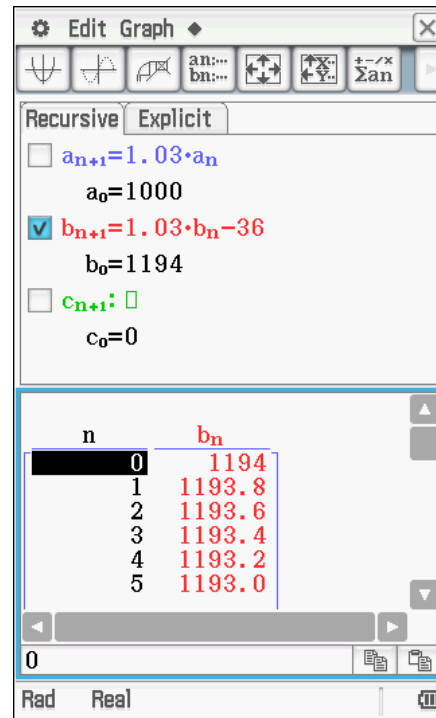 Edit Graph
an:...
bn:...
X..
Y..
+−/×
Σan
Recursive Explicit
aₙ₊₁=1.03·aₙ
a₀=1000
bₙ₊₁=1.03·bₙ−36
b₀=1194
cₙ₊₁:
c₀=0
n bₙ
0 1194
1 1193.8
2 1193.6
3 1193.4
4 1193.2
5 1193.0
0
Rad Real